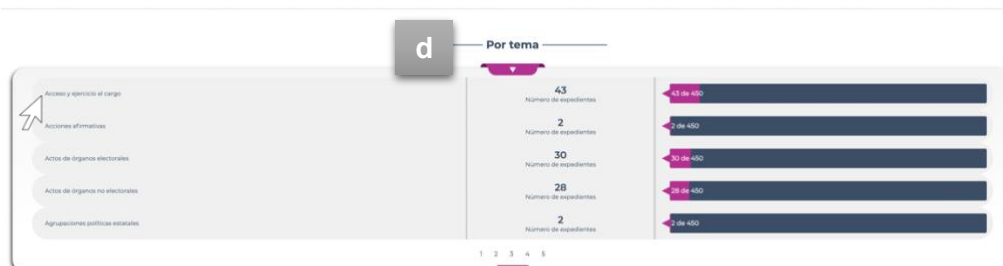 d
Por tema
Acceso y ejercicio al cargo
43
Número de expedientes
43 de 450
Acciones afirmativas
2
Número de expedientes
2 de 450
Actos de órganos electorales
30
Número de expedientes
30 de 450
Actos de órganos no electorales
28
Número de expedientes
28 de 450
Agrupaciones políticas estatales
2
Número de expedientes
2 de 450
1 2 3 4 5